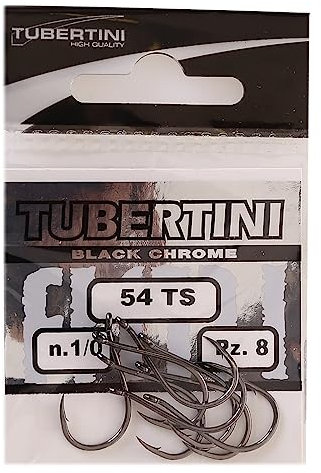 TUBERTINI
HIGH QUALITY
TUBERTINI
BLACK CHROME
54 TS
n.1/0 Pz. 8